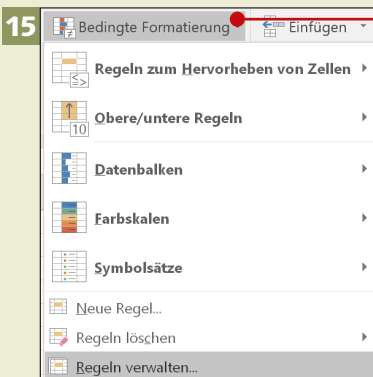 15
Bedingte Formatierung
Einfügen
Regeln zum Hervorheben von Zellen
Obere/untere Regeln
10
Datenbalken
Farbskalen
Symbolsätze
Neue Regel...
Regeln löschen
Regeln verwalten...